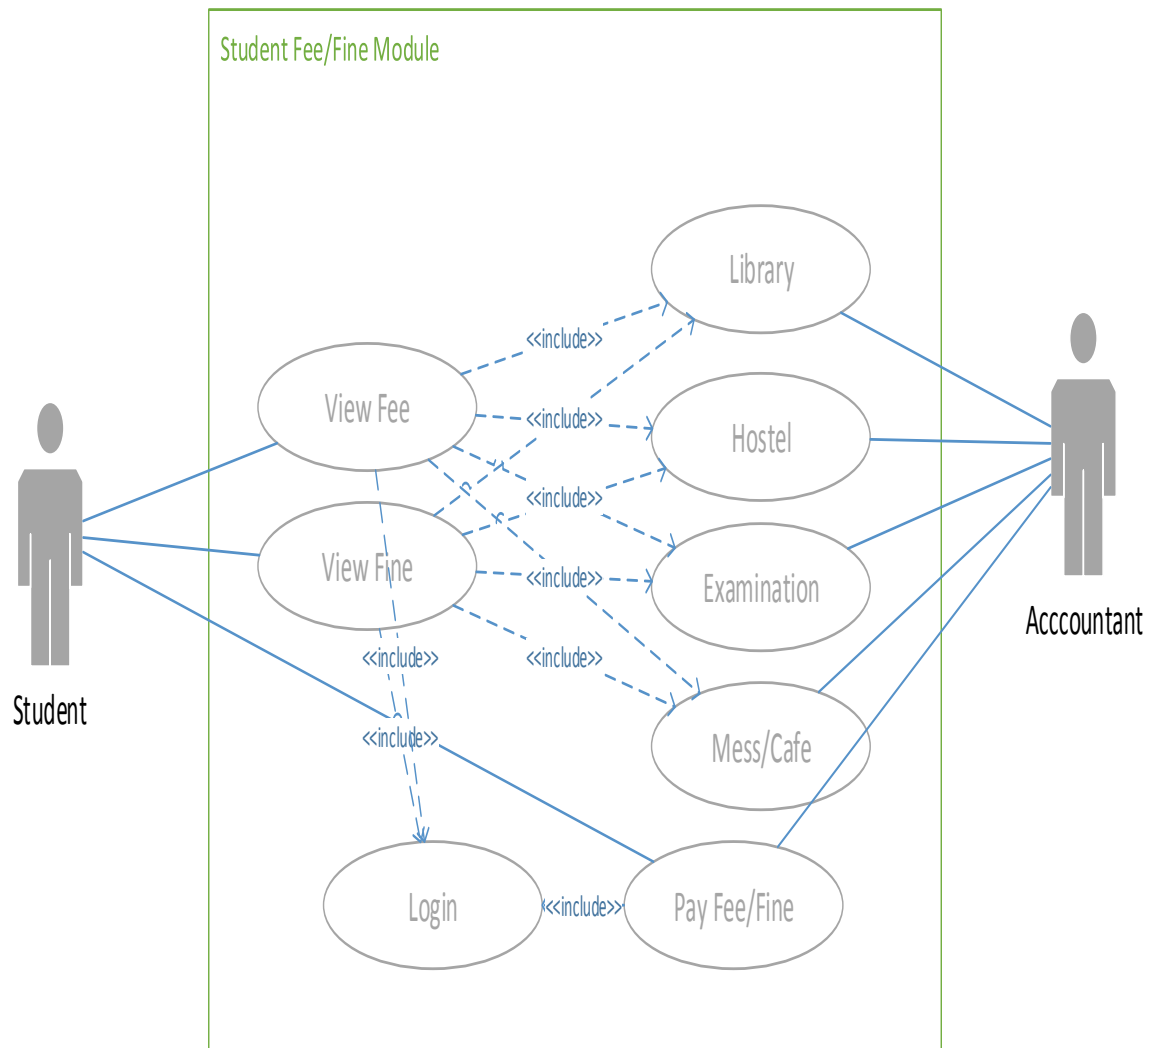 Student Fee/Fine Module
Library
<<include>>
View Fee
<<include>>
Hostel
<<include>>
View Fine
<<include>>
Examination
Acccountant
<<include>>
<<include>>
Student
<<include>>
Mess/Cafe
Login
<<include>>
Pay Fee/Fine